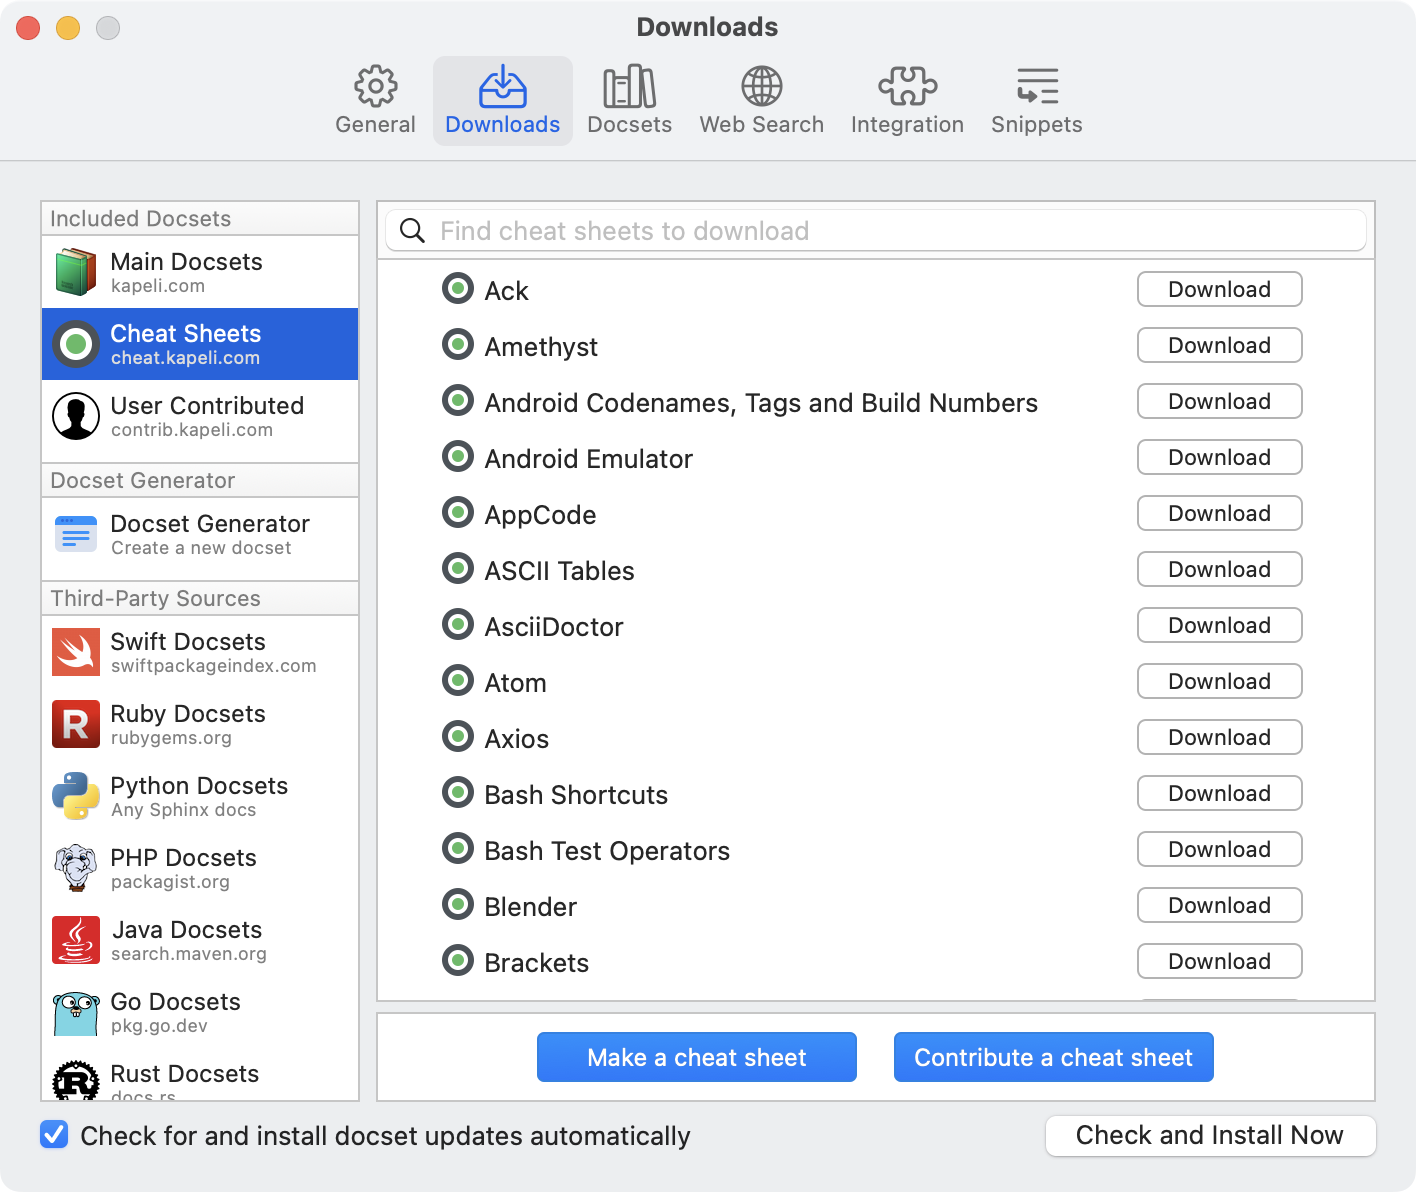 Downloads
General
Downloads
Docsets
Web Search
Integration
Snippets
Included Docsets
Main Docsets
kapeli.com
Cheat Sheets
cheat.kapeli.com
User Contributed
contrib.kapeli.com
Docset Generator
Docset Generator
Create a new docset
Third-Party Sources
Swift Docsets
swiftpackageindex.com
Ruby Docsets
rubygems.org
Python Docsets
Any Sphinx docs
PHP Docsets
packagist.org
Java Docsets
search.maven.org
Go Docsets
pkg.go.dev
Rust Docsets
docs.rs
Find cheat sheets to download
Ack Download
Amethyst Download
Android Codenames, Tags and Build Numbers Download
Android Emulator Download
AppCode Download
ASCII Tables Download
AsciiDoctor Download
Atom Download
Axios Download
Bash Shortcuts Download
Bash Test Operators Download
Blender Download
Brackets Download
Make a cheat sheet
Contribute a cheat sheet
Check for and install docset updates automatically
Check and Install Now